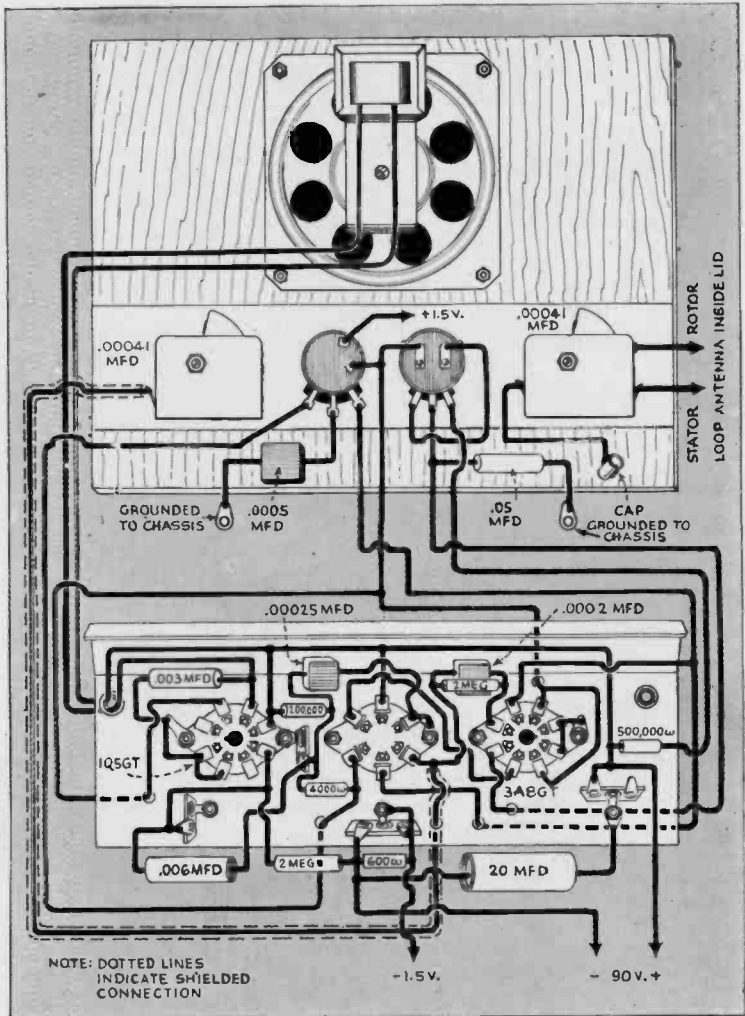 +1.5V.
.00041
MFD
.00041
MFD
ROTOR
STATOR
LOOP ANTENNA INSIDE LID
GROUNDED
TO CHASSIS
.0005
MFD
.05
MFD
CAP
GROUNDED TO
CHASSIS
.00025 MFD
.0002 MFD
.003 MFD
2 MEG
200,000
500,000ω
1Q5GT
4000ω
3A8GT
.006MFD
2 MEG
600ω
20 MFD
NOTE: DOTTED LINES
INDICATE SHIELDED
CONNECTION
-1.5V.
- 90V. +